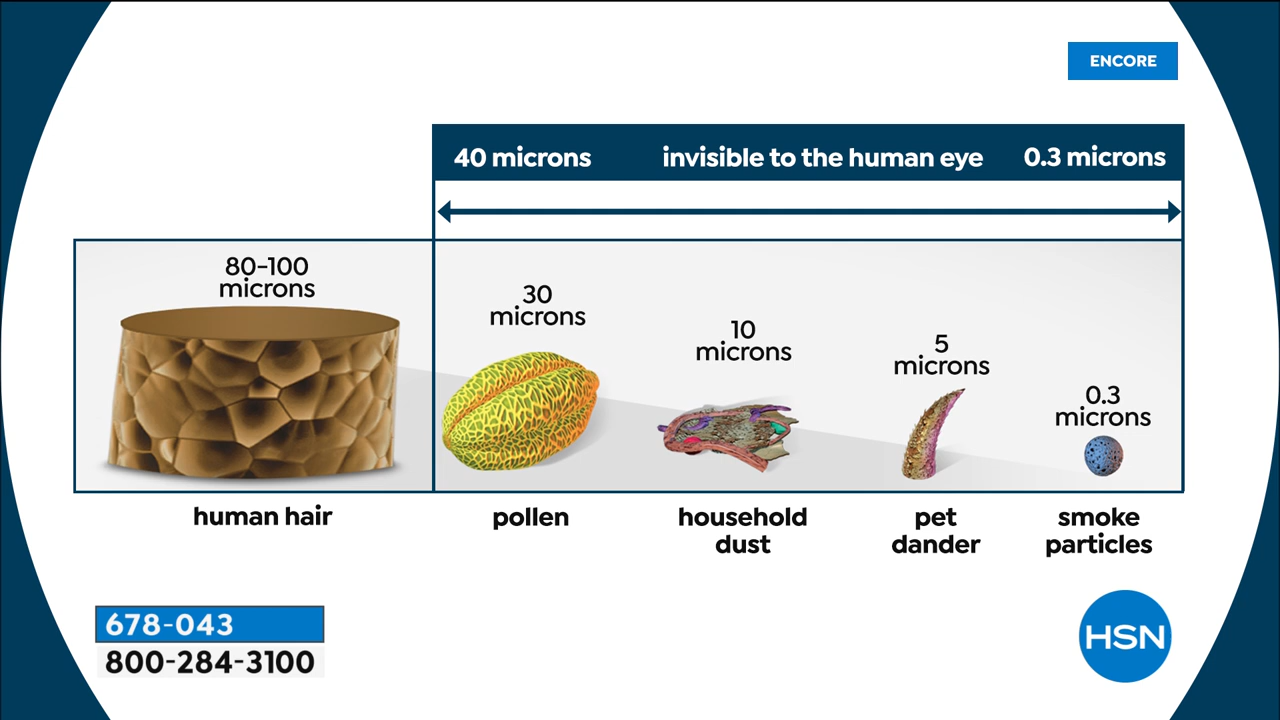 ENCORE
40 microns invisible to the human eye 0.3 microns
80-100
microns
30
microns
10
microns
5
microns
0.3
microns
human hair
pollen
household
dust
pet
dander
smoke
particles
678-043
800-284-3100
HSN